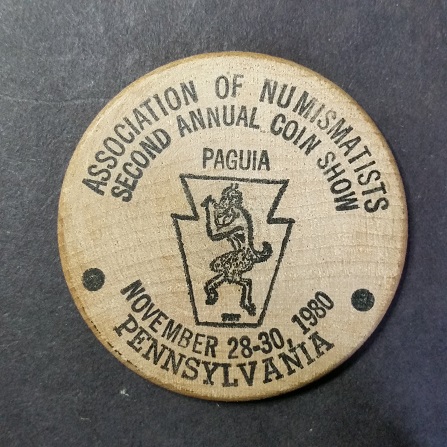 ASSOCIATION OF NUMISMATISTS
SECOND ANNUAL COIN SHOW
PAGUIA
NOVEMBER 28-30, 1980
PENNSYLVANIA